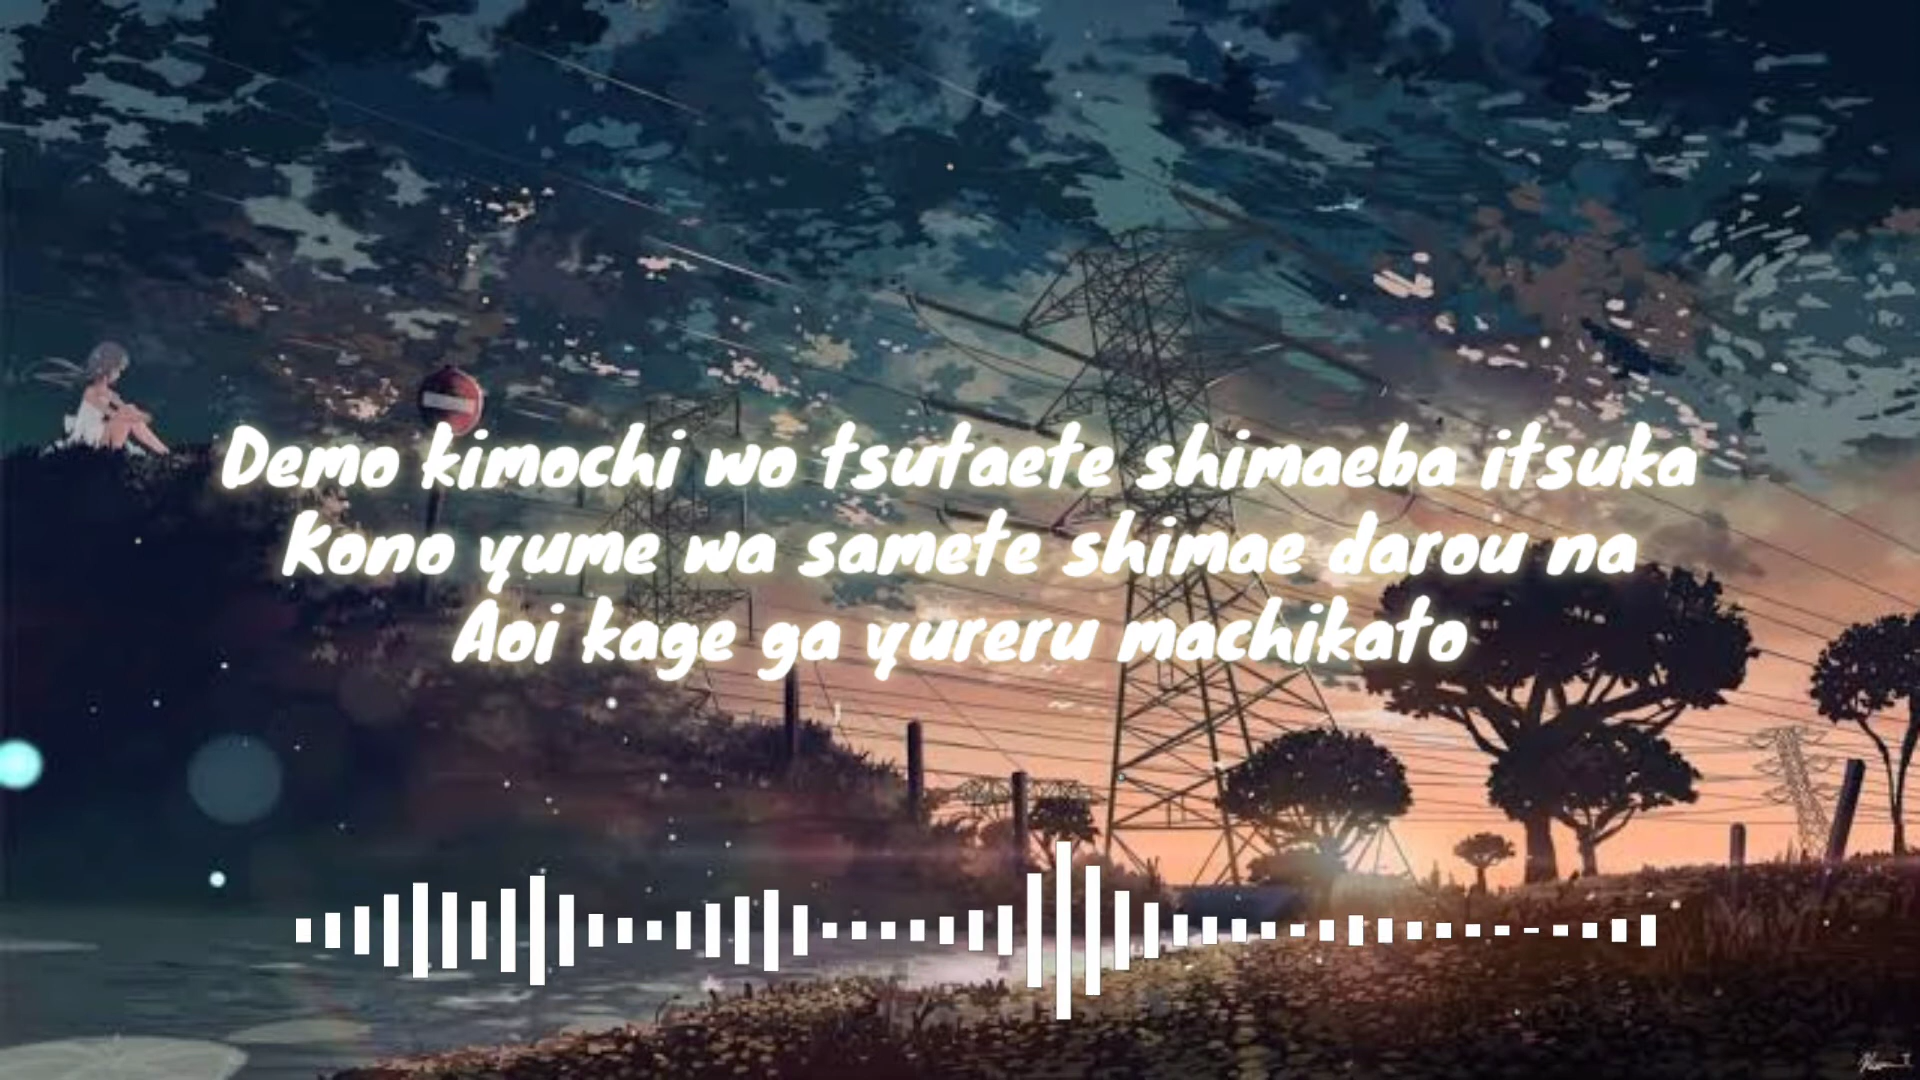 Demo kimochi wo tsutaete shimaeba itsuka
Kono yume wa samete shimae darou na
Aoi kage ga yureru machikato